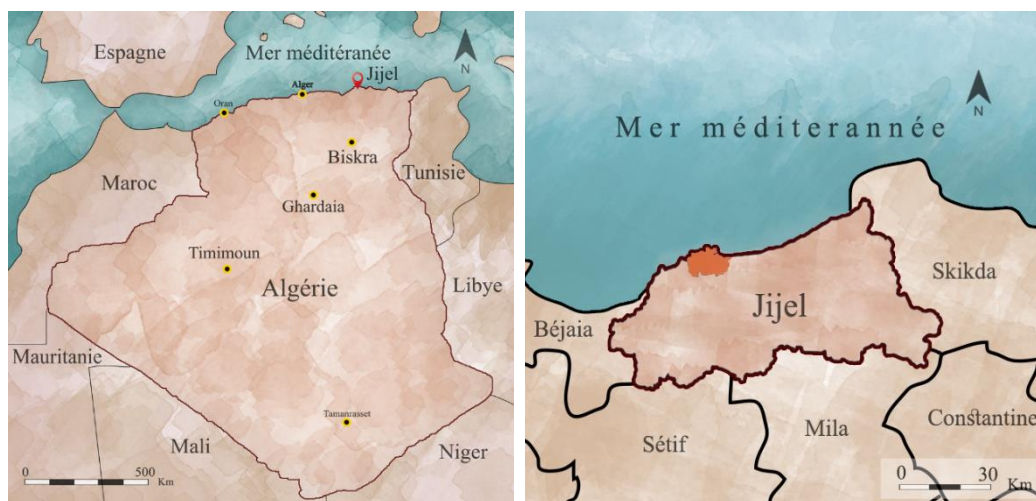 Espagne
Mer méditéranée
N
Jijel
Alger
Oran
Biskra
Maroc
Tunisie
Ghardaia
Timimoun
Algérie
Libye
Mauritanie
Tamanrasset
Mali
Niger
0 500
Km
N
Mer méditerannée
Skikda
Jijel
Béjaia
Constantine
Mila
Sétif
0 30
Km